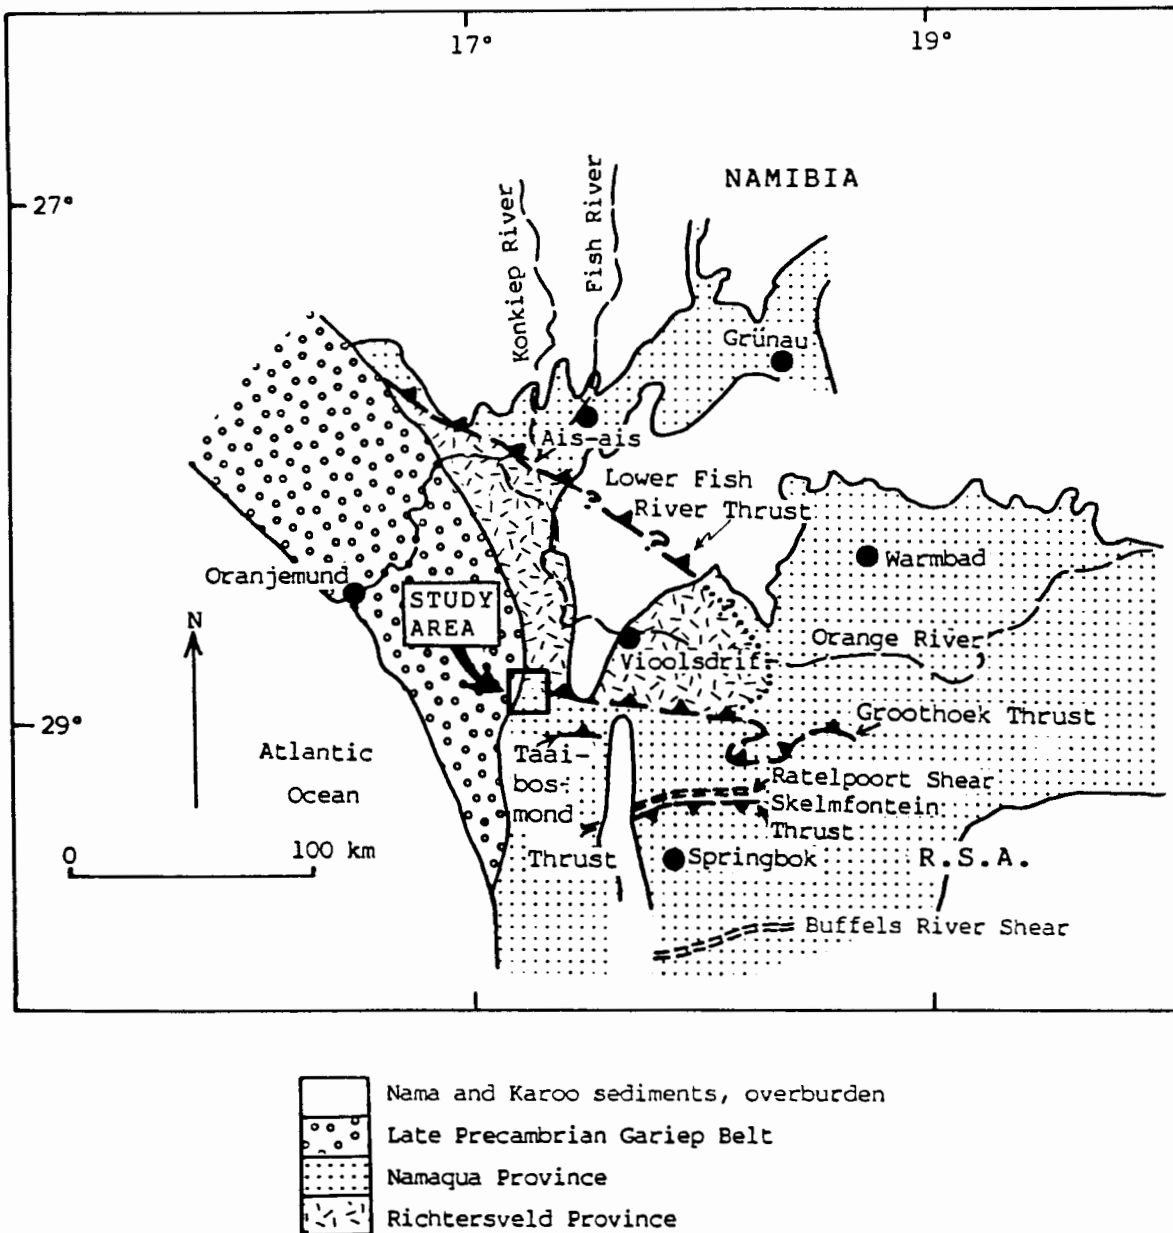 17°
19°
27°
NAMIBIA
Konkiep River
Fish River
Grünau
Ais-ais
Lower Fish
River Thrust
Warmbad
Oranjemund
STUDY
AREA
N
Vioolsdrif
Orange River
29°
Groothoek Thrust
Atlantic
Ocean
Taai-
bos-
mond
Thrust
Ratelpoort Shear
Skelmfontein
Thrust
0
100 km
Springbok
R.S.A.
Buffels River Shear
Nama and Karoo sediments, overburden
Late Precambrian Gariep Belt
Namaqua Province
Richtersveld Province